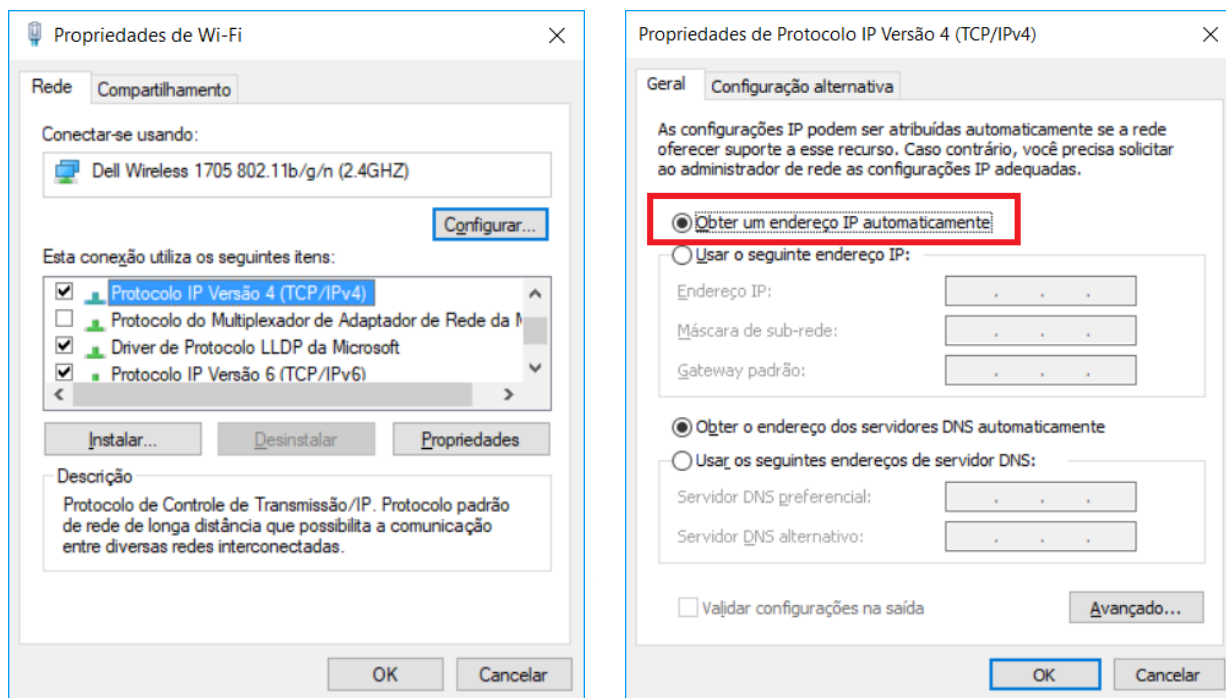 Propriedades de Wi-Fi
Rede
Compartilhamento
Conectar-se usando:
Dell Wireless 1705 802.11b/g/n (2.4GHZ)
Configurar...
Esta conexão utiliza os seguintes itens:
Protocolo IP Versão 4 (TCP/IPv4)
Protocolo do Multiplexador de Adaptador de Rede da
Driver de Protocolo LLDP da Microsoft
Protocolo IP Versão 6 (TCP/IPv6)
Instalar...
Desinstalar
Propriedades
Descrição
Protocolo de Controle de Transmissão/IP. Protocolo padrão
de rede de longa distância que possibilita a comunicação
entre diversas redes interconectadas.
OK
Cancelar
Propriedades de Protocolo IP Versão 4 (TCP/IPv4)
Geral
Configuração alternativa
As configurações IP podem ser atribuídas automaticamente se a rede
oferecer suporte a esse recurso. Caso contrário, você precisa solicitar
ao administrador de rede as configurações IP adequadas.
Obter um endereço IP automaticamente
Usar o seguinte endereço IP:
Endereço IP:
Máscara de sub-rede:
Gateway padrão:
Obter o endereço dos servidores DNS automaticamente
Usar os seguintes endereços de servidor DNS:
Servidor DNS preferencial:
Servidor DNS alternativo:
Validar configurações na saída
Avançado...
OK
Cancelar